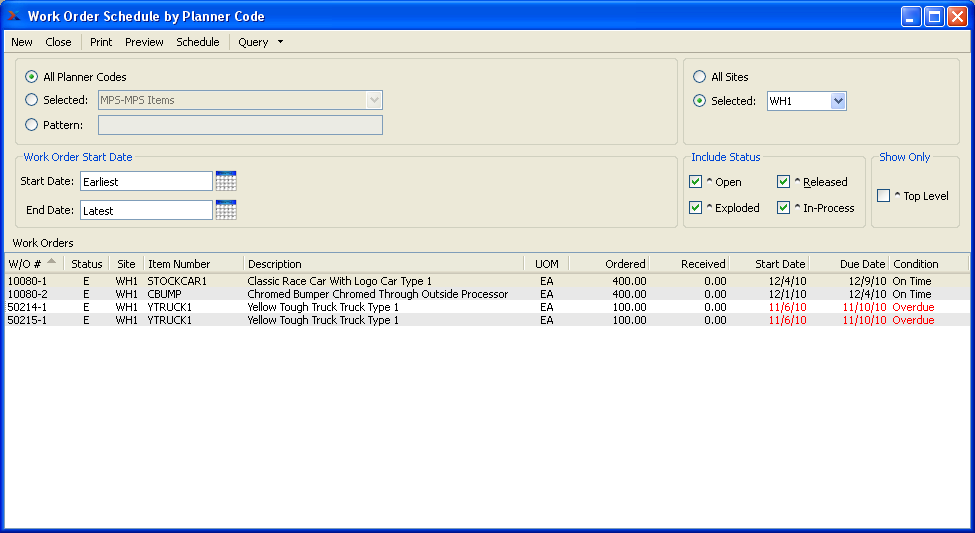 Work Order Schedule by Planner Code
New Close Print Preview Schedule Query
All Planner Codes
Selected: MPS-MPS Items
Pattern:
All Sites
Selected: WH1
Work Order Start Date
Start Date: Earliest
End Date: Latest
Include Status
^ Open ^ Released
^ Exploded ^ In-Process
Show Only
^ Top Level
Work Orders
W/O # Status Site Item Number Description UOM Ordered Received Start Date Due Date Condition
10080-1 E WH1 STOCKCAR1 Classic Race Car With Logo Car Type 1 EA 400.00 0.00 12/4/10 12/9/10 On Time
10080-2 E WH1 CBUMP Chromed Bumper Chromed Through Outside Processor EA 400.00 0.00 12/1/10 12/4/10 On Time
50214-1 E WH1 YTRUCK1 Yellow Tough Truck Truck Type 1 EA 100.00 0.00 11/6/10 11/10/10 Overdue
50215-1 E WH1 YTRUCK1 Yellow Tough Truck Truck Type 1 EA 100.00 0.00 11/6/10 11/10/10 Overdue